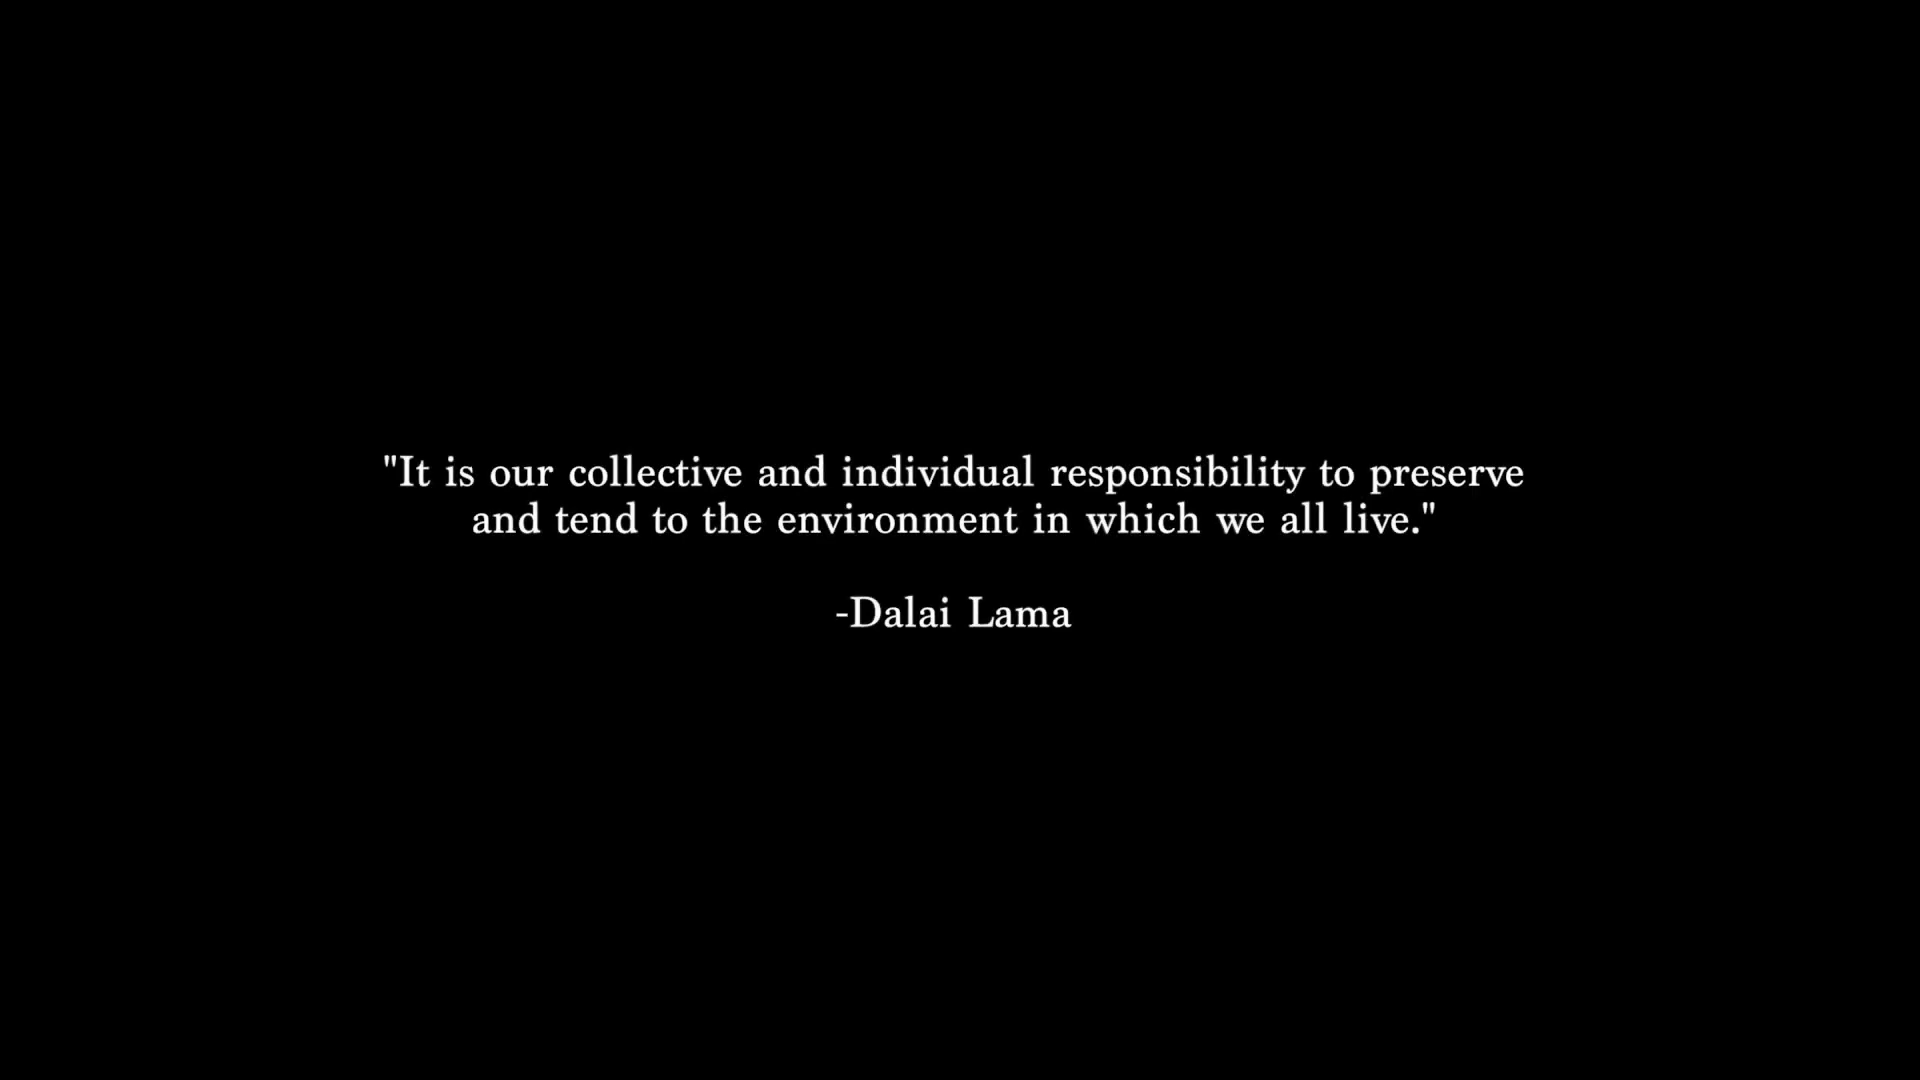 "It is our collective and individual responsibility to preserve
and tend to the environment in which we all live."
-Dalai Lama